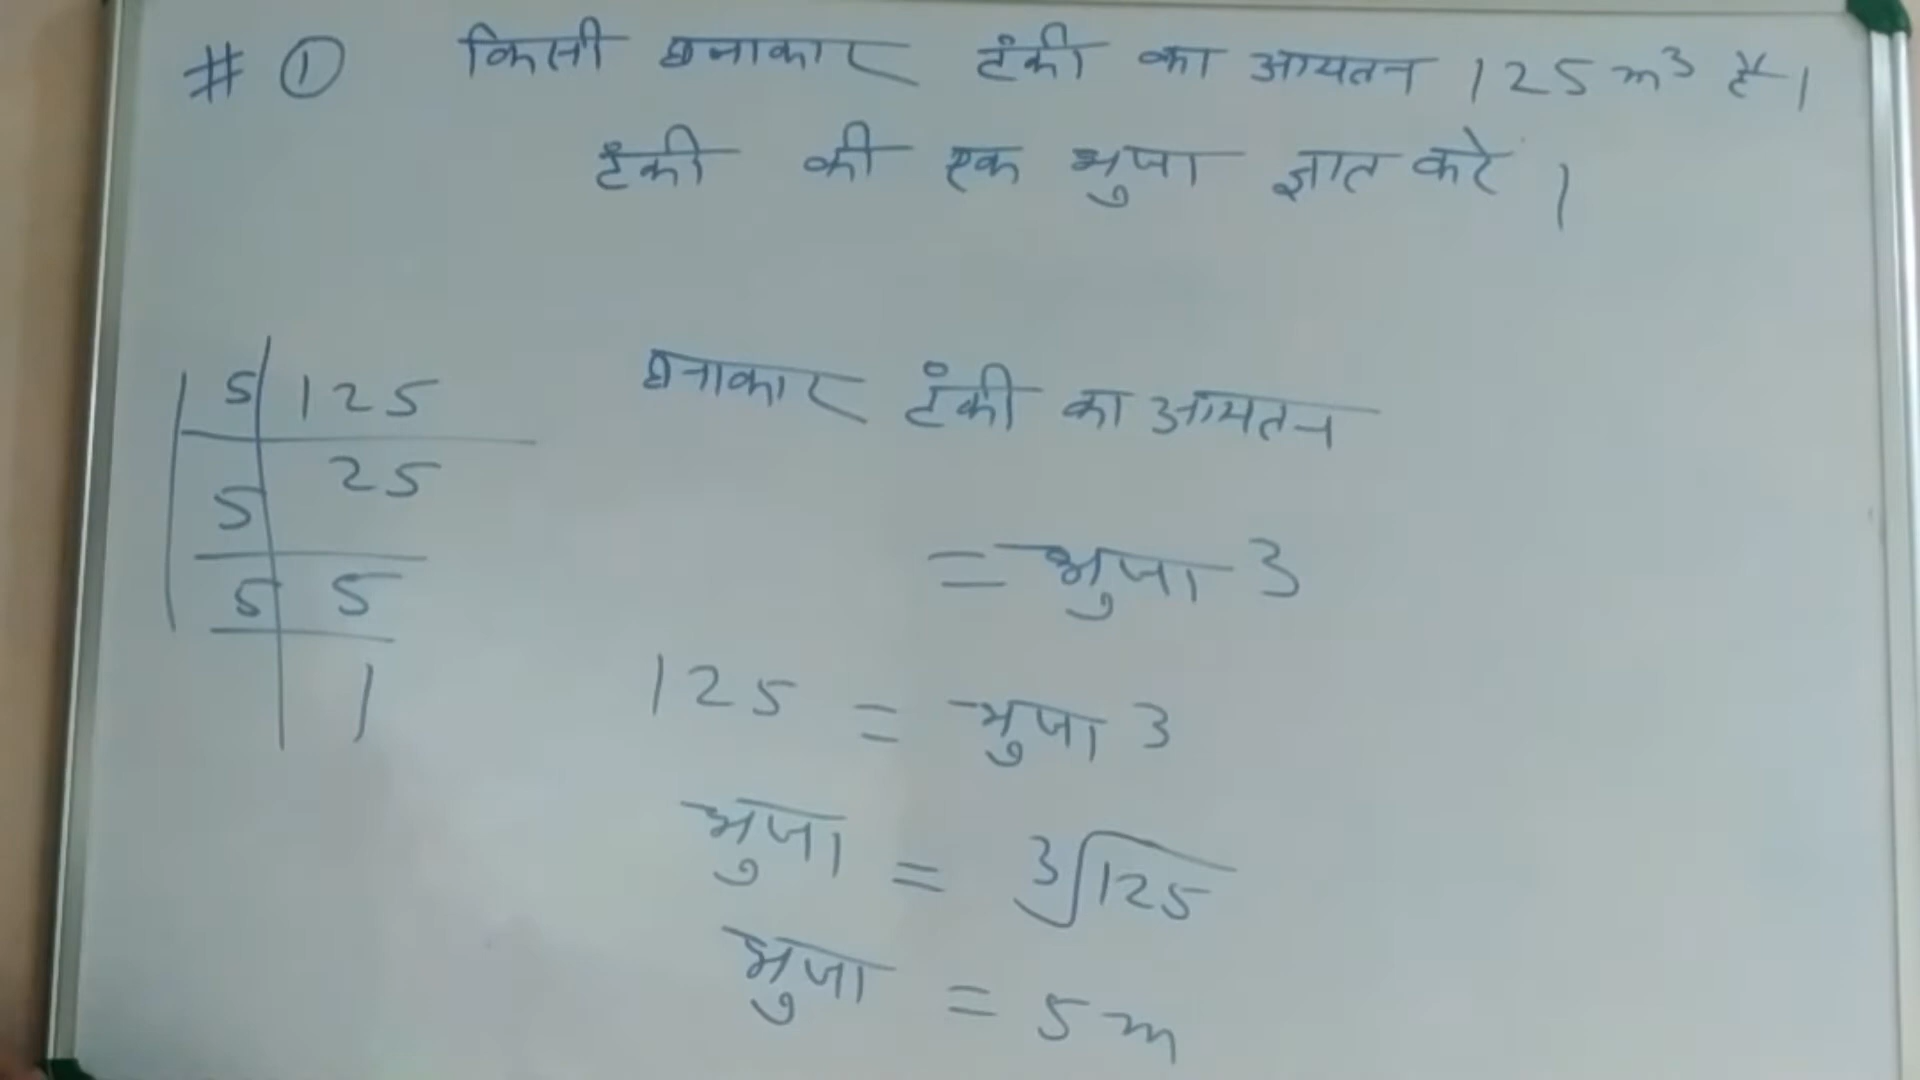 # ① किसी घनाकार टंकी का आयतन 125 m³ है।
टंकी की एक भुजा ज्ञात करे ।
5 | 125
5 | 25
5 | 5
1
घनाकार टंकी का आयतन
= भुजा 3
125 = भुजा 3
भुजा = ∛125
भुजा = 5 m